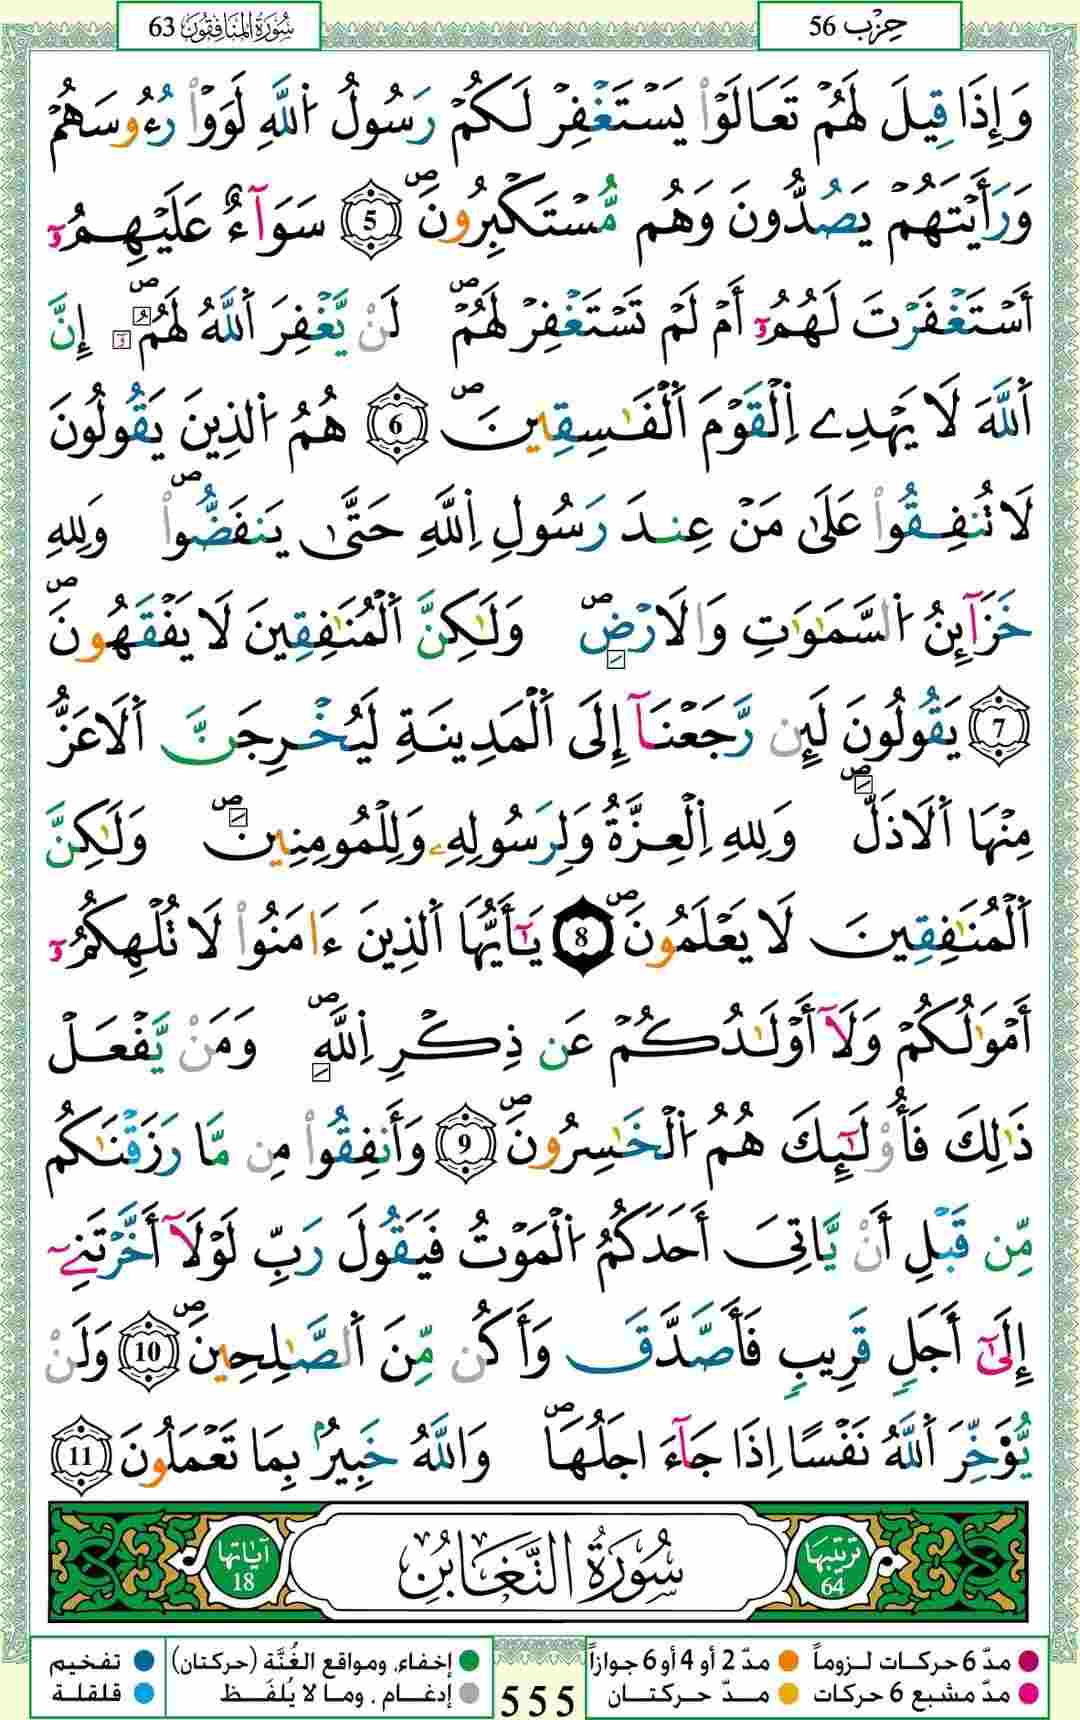 سُورَةُ المُنَافِقُونَ 63
حِزْب 56
وَإِذَا قِيلَ لَهُمْ تَعَالَوْاْ يَسْتَغْفِرْ لَكُمْ رَسُولُ اُ۬للَّهِ لَوَوْاْ رُءُوسَهُمْ
وَرَأَيْتَهُمْ يَصُدُّونَ وَهُم مُّسْتَكْبِرُونَۖ 5 سَوَآءٌ عَلَيْهِمُۥٓ
أَسْتَغْفَرْتَ لَهُمُۥٓ أَمْ لَمْ تَسْتَغْفِرْ لَهُمْۖ لَنْ يَّغْفِرَ اَ۬للَّهُ لَهُمُۥٓۖ إِنَّ
اَ۬للَّهَ لَا يَهْدِے اِ۬لْقَوْمَ اَ۬لْفَٰسِقِينَۖ 6 هُمُ اُ۬لذِينَ يَقُولُونَ
لَا تُنفِقُواْ عَلَىٰ مَنْ عِندَ رَسُولِ اِ۬للَّهِ حَتَّىٰ يَنفَضُّواْۖ وَلِلهِ
خَزَآئِنُ اُ۬لسَّمَٰوَٰتِ وَالَارْضِۖ وَلَٰكِنَّ اَ۬لْمُنَٰفِقِينَ لَا يَفْقَهُونَۖ
7 يَقُولُونَ لَئِن رَّجَعْنَآ إِلَى اَ۬لْمَدِينَةِ لَيُخْرِجَنَّ اَ۬لَاعَزُّ
مِنْهَا اَ۬لَاذَلَّۖ وَلِلهِ اِ۬لْعِزَّةُ وَلِرَسُولِهِۦ وَلِلْمُومِنِينَۖ وَلَٰكِنَّ
اَ۬لْمُنَٰفِقِينَ لَا يَعْلَمُونَۖ 8 يَٰٓأَيُّهَا اَ۬لذِينَ ءَامَنُواْ لَا تُلْهِكُمُۥٓ
أَمْوَٰلُكُمْ وَلَآ أَوْلَٰدُكُمْ عَن ذِكْرِ اِ۬للَّهِۖ وَمَنْ يَّفْعَلْ
ذَٰلِكَ فَأُوْلَٰٓئِكَ هُمُ اُ۬لْخَٰسِرُونَۖ 9 وَأَنفِقُواْ مِن مَّا رَزَقْنَٰكُم
مِّن قَبْلِ أَنْ يَّاتِىَ أَحَدَكُمُ اُ۬لْمَوْتُ فَيَقُولَ رَبِّ لَوْلَآ أَخَّرْتَنِےٓ
إِلَىٰٓ أَجَلٍ قَرِيبٍ فَأَصَّدَّقَ وَأَكُن مِّنَ اَ۬لصَّٰلِحِينَۖ 10 وَلَنْ
يُّؤَخِّرَ اَ۬للَّهُ نَفْسًا اِذَا جَآءَ اجَلُهَاۖ وَاللَّهُ خَبِيرٌۢ بِمَا تَعْمَلُونَ 11
ترتيبها 64
سُورَةُ التَّغَابُنِ
آياتها 18
مدّ 6 حركات لزوماً
مدّ 2 أو 4 أو 6 جوازاً
إخفاء، ومواقع الغُنَّة (حركتان)
تفخيم
مدّ مشبع 6 حركات
مدّ حركتان
إدغام ، وما لا يُلفَظ
قلقلة
555